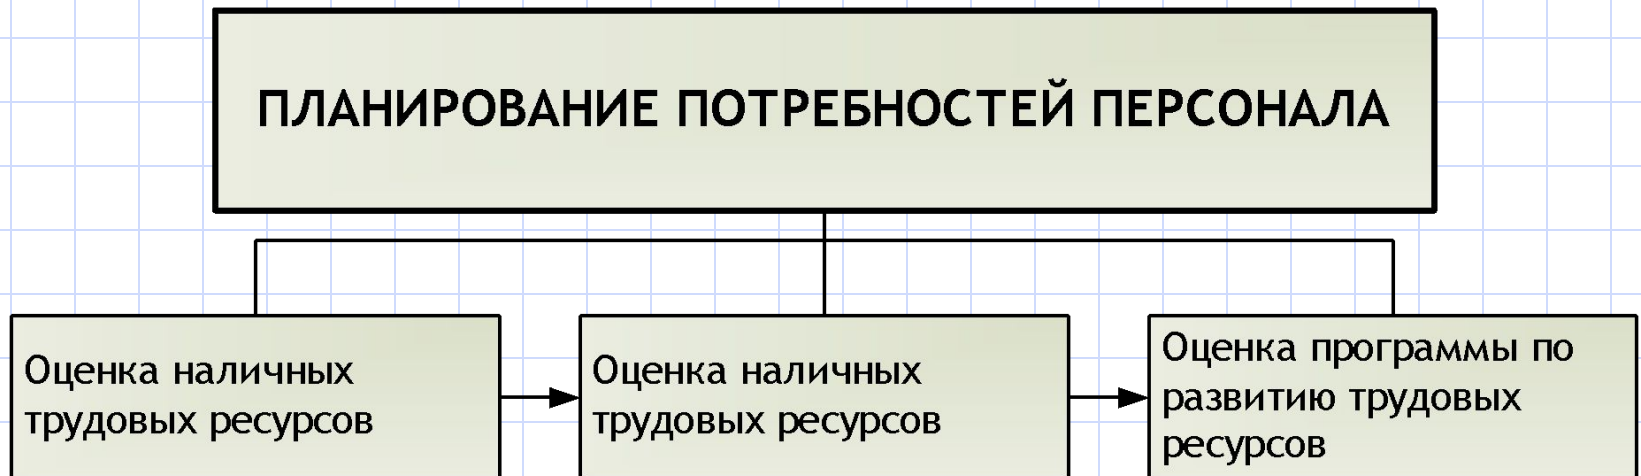 ПЛАНИРОВАНИЕ ПОТРЕБНОСТЕЙ ПЕРСОНАЛА
Оценка наличных
трудовых ресурсов
Оценка наличных
трудовых ресурсов
Оценка программы по
развитию трудовых
ресурсов